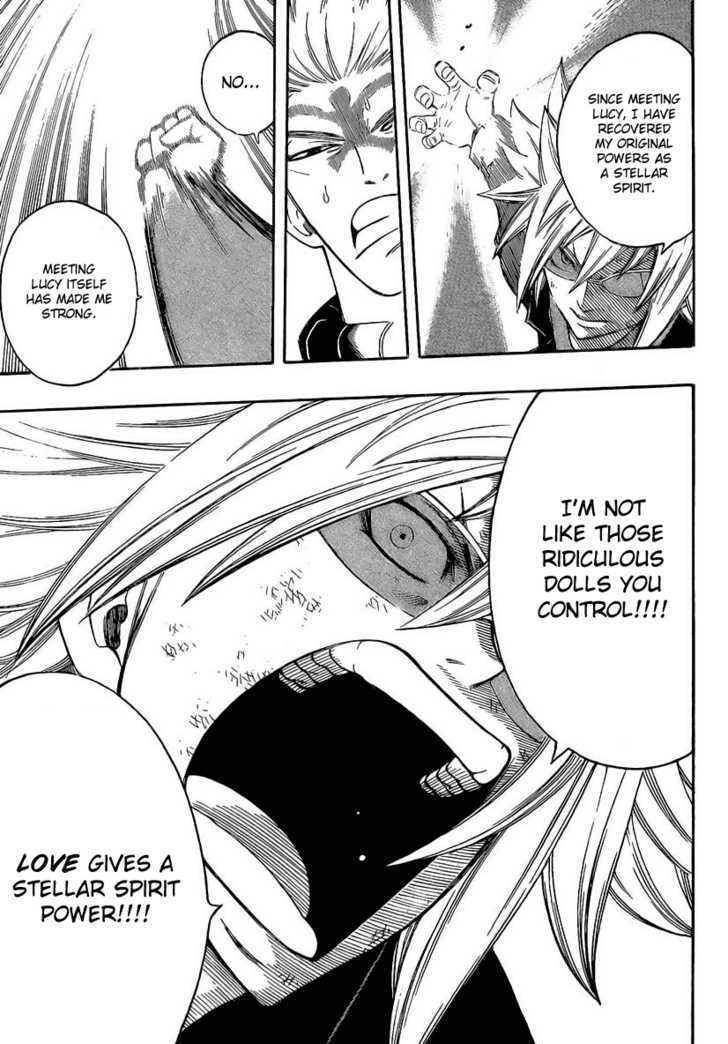 SINCE MEETING
LUCY, I HAVE
RECOVERED
MY ORIGINAL
POWERS AS
A STELLAR
SPIRIT.
NO...
MEETING
LUCY ITSELF
HAS MADE ME
STRONG.
I'M NOT
LIKE THOSE
RIDICULOUS
DOLLS YOU
CONTROL!!!!
LOVE GIVES A
STELLAR SPIRIT
POWER!!!!